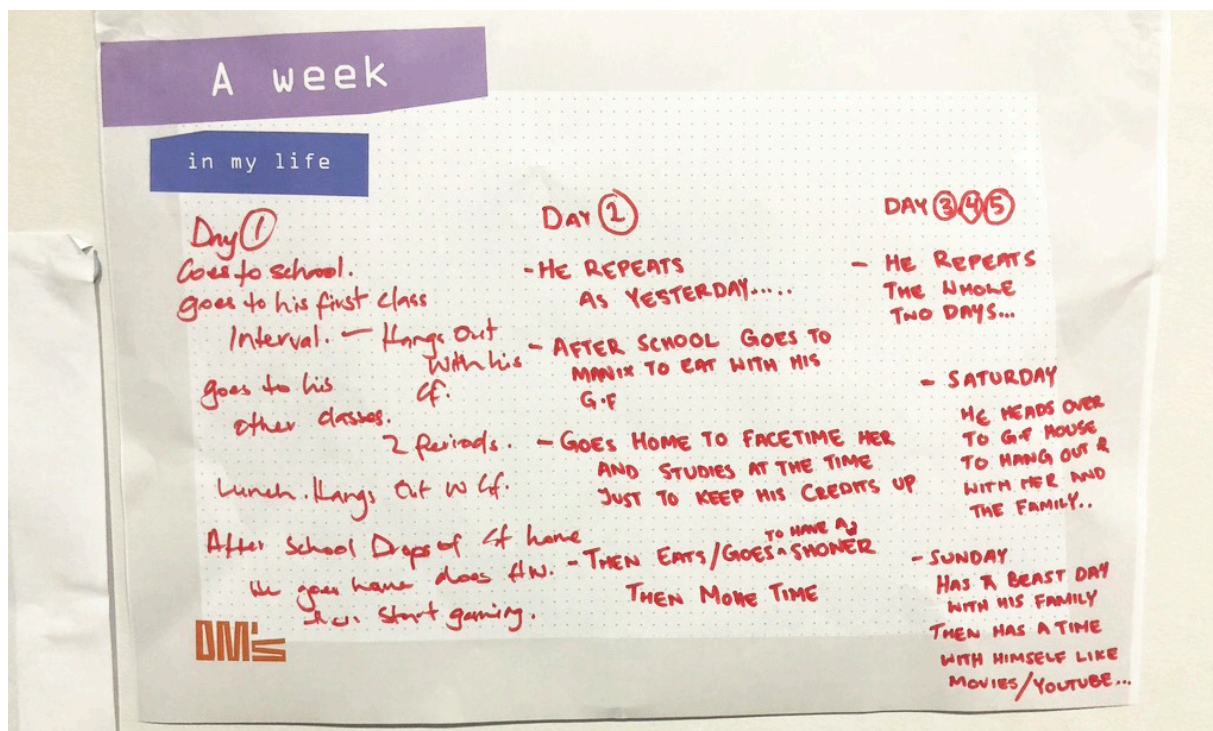 A week
in my life
Day 1
Goes to school.
goes to his first class
Interval. – Hangs Out
with his
Gf.
goes to his
other classes.
2 periods.
Lunch. Hangs Out w Gf.
After School Drops of Gf home
He goes home does HW.
then start gaming.
DAY 2
- HE REPEATS
AS YESTERDAY.....
- AFTER SCHOOL GOES TO
MANIX TO EAT WITH HIS
G.F
- GOES HOME TO FACETIME HER
AND STUDIES AT THE TIME
JUST TO KEEP HIS CREDITS UP
- THEN EATS/GOES TO HAVE A SHOWER
THEN MOVIE TIME
DAY 3 4 5
- HE REPEATS
THE WHOLE
TWO DAYS...
- SATURDAY
HE HEADS OVER
TO G.F HOUSE
TO HANG OUT &
WITH HER AND
THE FAMILY..
- SUNDAY
HAS A BEAST DAY
WITH HIS FAMILY
THEN HAS A TIME
WITH HIMSELF LIKE
MOVIES/YOUTUBE...
DM's